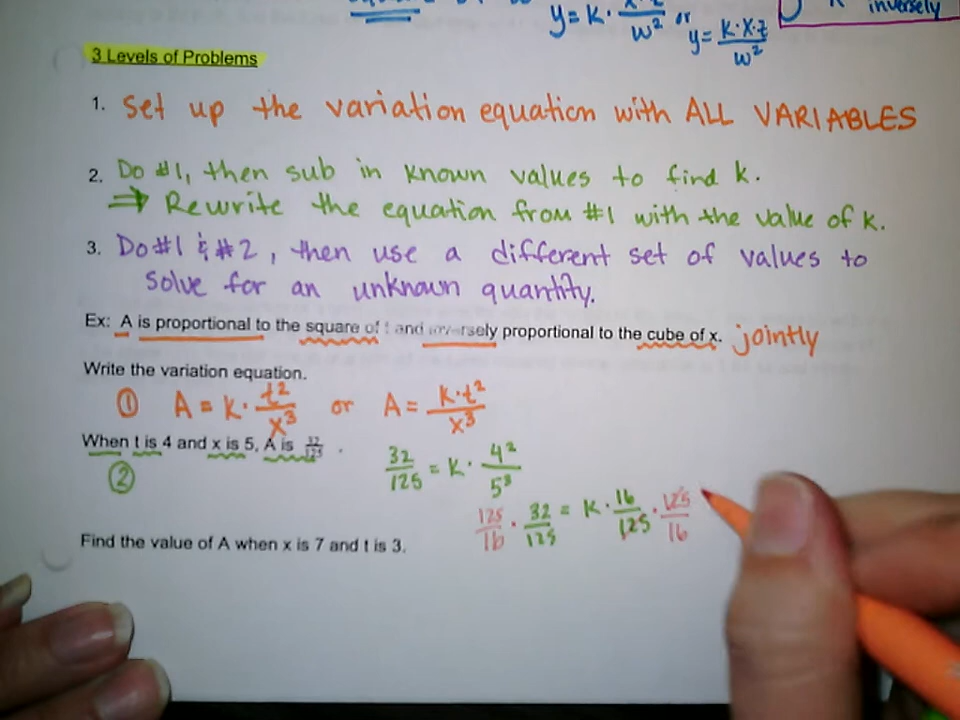 y = k · x·z / w² or y = k·x·z / w²
inversely
3 Levels of Problems
1. Set up the variation equation with ALL VARIABLES
2. Do #1, then sub in known values to find k.
⇒ Rewrite the equation from #1 with the value of k.
3. Do #1 & #2, then use a different set of values to
solve for an unknown quantity.
Ex: A is proportional to the square of t and inversely proportional to the cube of x. jointly
Write the variation equation.
① A = k · t² / x³ or A = k·t² / x³
When t is 4 and x is 5, A is 32/125 .
② 32/125 = k · 4² / 5³
125/16 · 32/125 = k · 16/125 · 125/16
Find the value of A when x is 7 and t is 3.